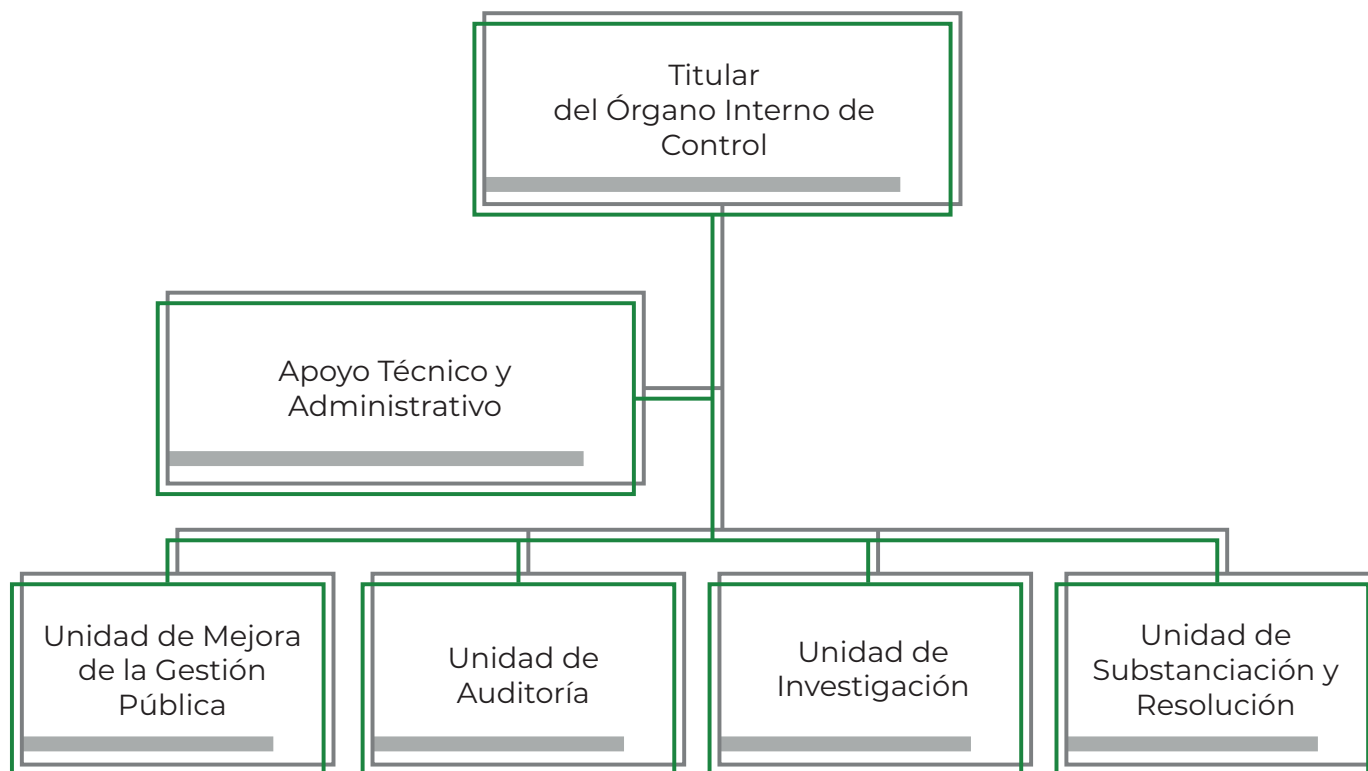 Titular
del Órgano Interno de
Control
Apoyo Técnico y
Administrativo
Unidad de Mejora
de la Gestión
Pública
Unidad de
Auditoría
Unidad de
Investigación
Unidad de
Substanciación y
Resolución